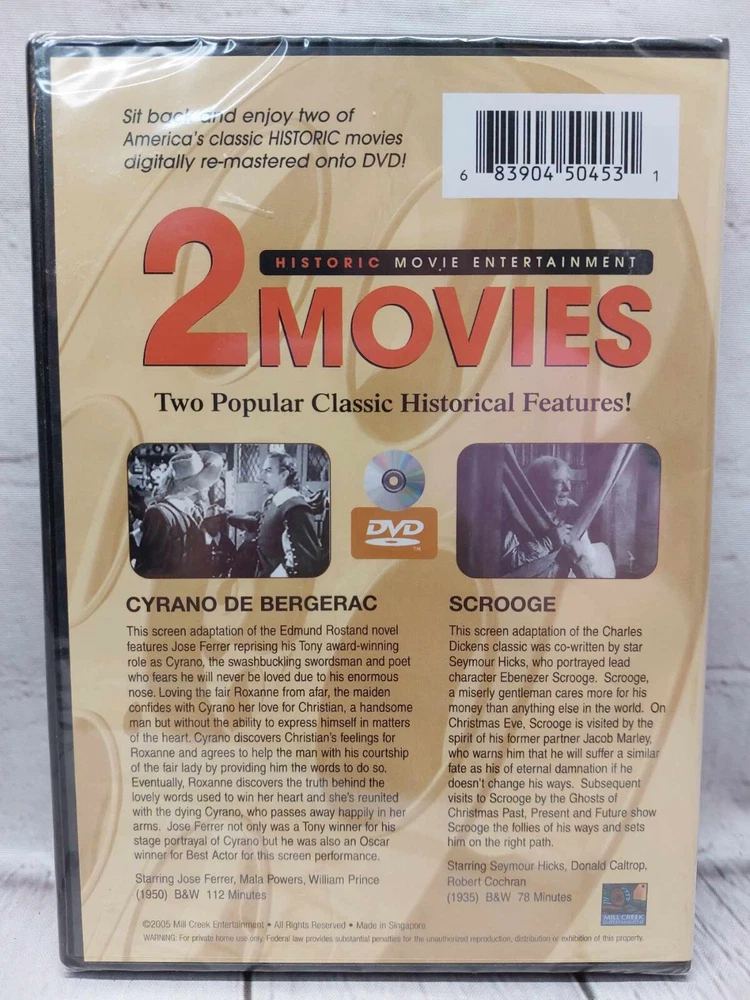 Sit back and enjoy two of
America's classic HISTORIC movies
digitally re-mastered onto DVD!
6 83904 50453 1
HISTORIC MOVIE ENTERTAINMENT
2 MOVIES
Two Popular Classic Historical Features!
DVD
TM
CYRANO DE BERGERAC
This screen adaptation of the Edmund Rostand novel
features Jose Ferrer reprising his Tony award-winning
role as Cyrano, the swashbuckling swordsman and poet
who fears he will never be loved due to his enormous
nose. Loving the fair Roxanne from afar, the maiden
confides with Cyrano her love for Christian, a handsome
man but without the ability to express himself in matters
of the heart. Cyrano discovers Christian's feelings for
Roxanne and agrees to help the man with his courtship
of the fair lady by providing him the words to do so.
Eventually, Roxanne discovers the truth behind the
lovely words used to win her heart and she's reunited
with the dying Cyrano, who passes away happily in her
arms. Jose Ferrer not only was a Tony winner for his
stage portrayal of Cyrano but he was also an Oscar
winner for Best Actor for this screen performance.
Starring Jose Ferrer, Mala Powers, William Prince
(1950) B&W 112 Minutes
SCROOGE
This screen adaptation of the Charles
Dickens classic was co-written by star
Seymour Hicks, who portrayed lead
character Ebenezer Scrooge. Scrooge,
a miserly gentleman cares more for his
money than anything else in the world. On
Christmas Eve, Scrooge is visited by the
spirit of his former partner Jacob Marley,
who warns him that he will suffer a similar
fate as his of eternal damnation if he
doesn't change his ways. Subsequent
visits to Scrooge by the Ghosts of
Christmas Past, Present and Future show
Scrooge the follies of his ways and sets
him on the right path.
Starring Seymour Hicks, Donald Caltrop,
Robert Cochran
(1935) B&W 78 Minutes
MILL CREEK
ENTERTAINMENT
©2005 Mill Creek Entertainment • All Rights Reserved • Made in Singapore
WARNING: For private home use only. Federal law provides substantial penalties for the unauthorized reproduction, distribution or exhibition of this property.